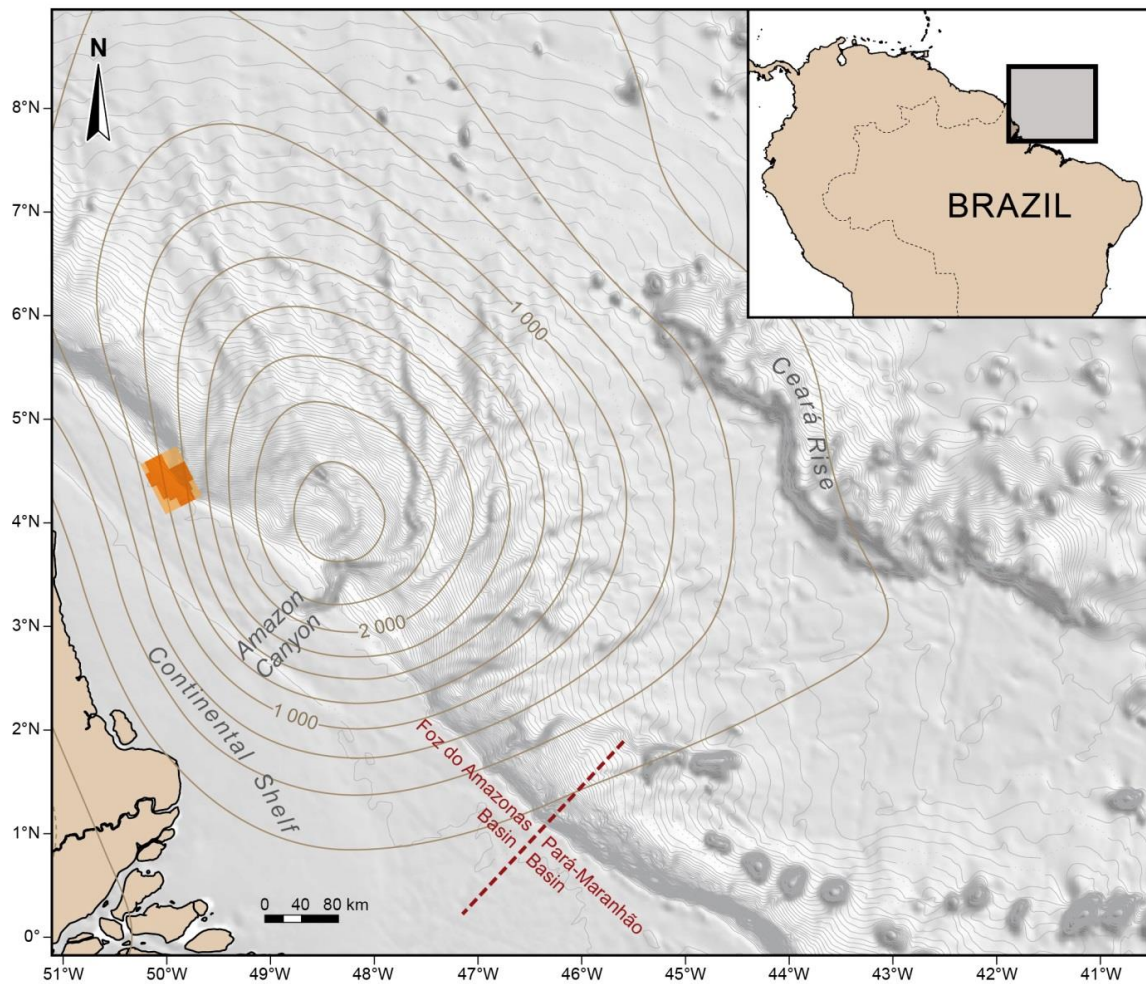 N
BRAZIL
8°N
7°N
6°N
5°N
4°N
3°N
2°N
1°N
0°
1 000
Ceará Rise
Amazon
Canyon
2 000
Continental Shelf
1 000
Foz do Amazonas
Basin
Pará-Maranhão
Basin
0 40 80 km
51°W 50°W 49°W 48°W 47°W 46°W 45°W 44°W 43°W 42°W 41°W